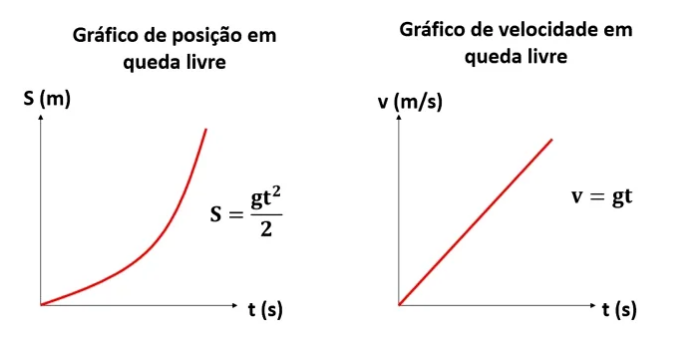 Gráfico de posição em
queda livre
S (m)
S = gt²/2
t (s)
Gráfico de velocidade em
queda livre
v (m/s)
v = gt
t (s)